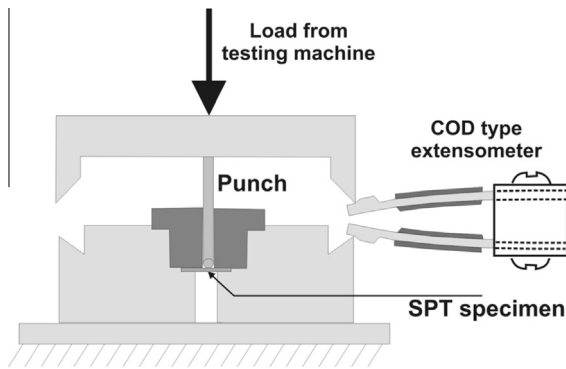 Load from
testing machine
COD type
extensometer
Punch
SPT specimen